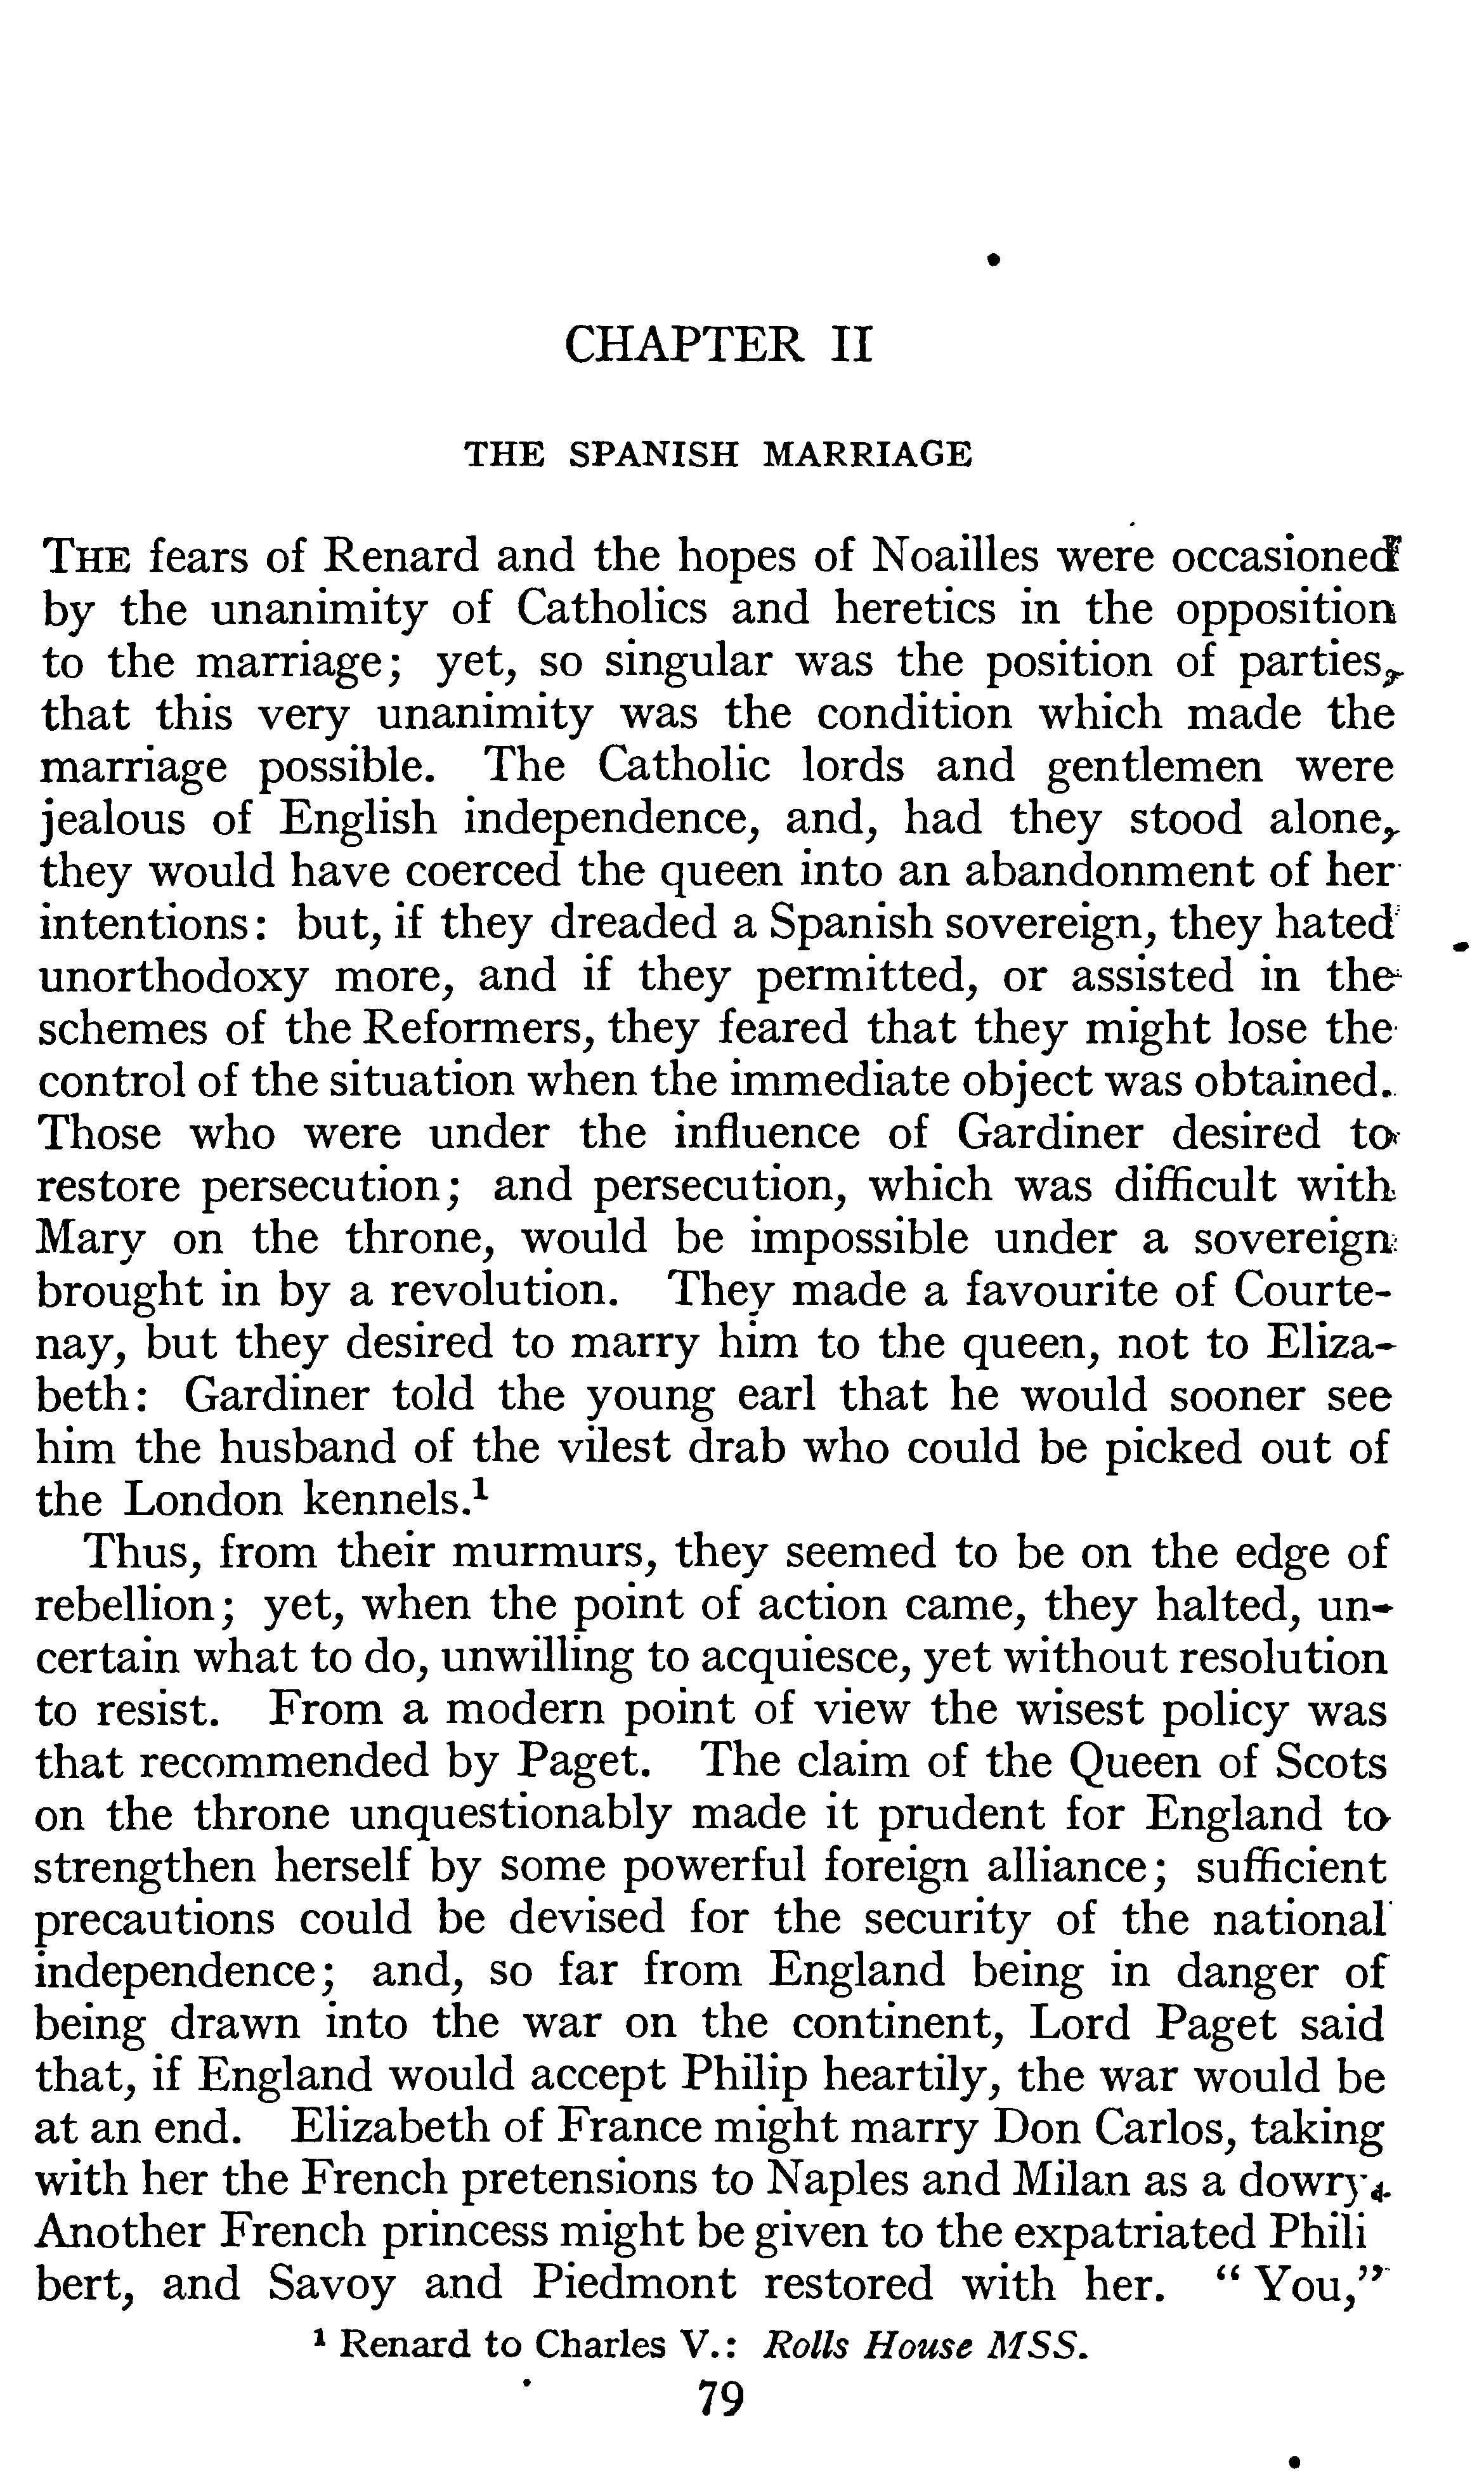 CHAPTER II
THE SPANISH MARRIAGE
THE fears of Renard and the hopes of Noailles were occasioned
by the unanimity of Catholics and heretics in the opposition
to the marriage; yet, so singular was the position of parties,
that this very unanimity was the condition which made the
marriage possible. The Catholic lords and gentlemen were
jealous of English independence, and, had they stood alone,
they would have coerced the queen into an abandonment of her
intentions: but, if they dreaded a Spanish sovereign, they hated
unorthodoxy more, and if they permitted, or assisted in the
schemes of the Reformers, they feared that they might lose the
control of the situation when the immediate object was obtained.
Those who were under the influence of Gardiner desired to
restore persecution; and persecution, which was difficult with
Mary on the throne, would be impossible under a sovereign
brought in by a revolution. They made a favourite of Courte-
nay, but they desired to marry him to the queen, not to Eliza-
beth: Gardiner told the young earl that he would sooner see
him the husband of the vilest drab who could be picked out of
the London kennels.¹
Thus, from their murmurs, they seemed to be on the edge of
rebellion; yet, when the point of action came, they halted, un-
certain what to do, unwilling to acquiesce, yet without resolution
to resist. From a modern point of view the wisest policy was
that recommended by Paget. The claim of the Queen of Scots
on the throne unquestionably made it prudent for England to
strengthen herself by some powerful foreign alliance; sufficient
precautions could be devised for the security of the national
independence; and, so far from England being in danger of
being drawn into the war on the continent, Lord Paget said
that, if England would accept Philip heartily, the war would be
at an end. Elizabeth of France might marry Don Carlos, taking
with her the French pretensions to Naples and Milan as a dowry.
Another French princess might be given to the expatriated Phili
bert, and Savoy and Piedmont restored with her. "You,"
¹ Renard to Charles V.: Rolls House MSS.
79